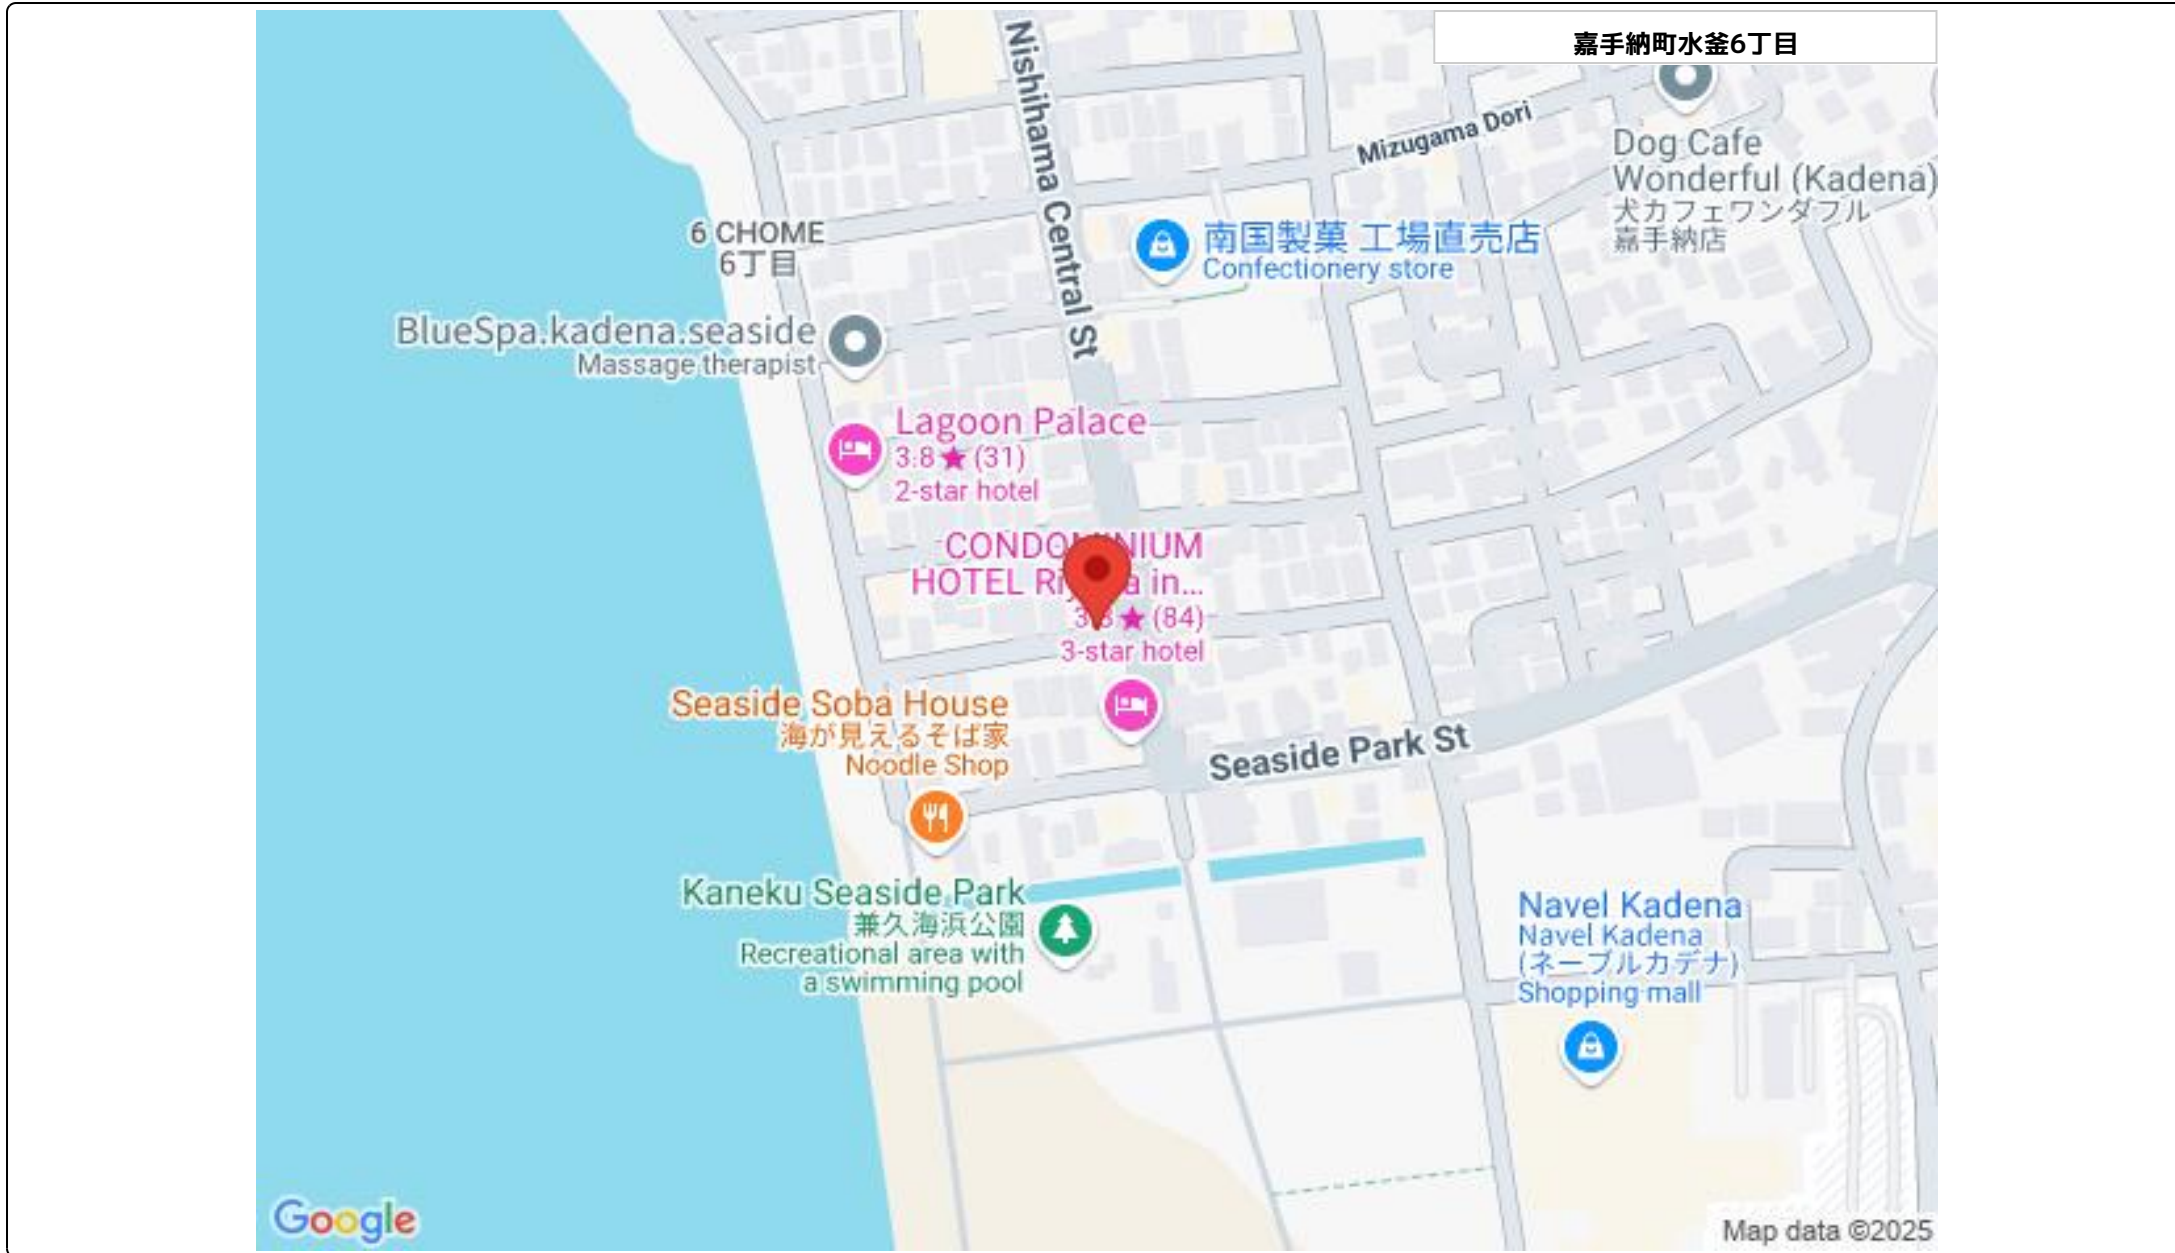 嘉手納町水釜6丁目
Nishihama Central St
Mizugama Dori
Dog Cafe
Wonderful (Kadena)
犬カフェワンダフル
嘉手納店
6 CHOME
6丁目
南国製菓 工場直売店
Confectionery store
BlueSpa.kadena.seaside
Massage therapist
Lagoon Palace
3.8★ (31)
2-star hotel
HOTEL
in...
★ (84)
3-star hotel
Seaside Soba House
海が見えるそば家
Noodle Shop
Seaside Park St
Kaneku Seaside Park
兼久海浜公園
Recreational area with
a swimming pool
Navel Kadena
Navel Kadena
(ネーブルカデナ)
Shopping mall
Google
Map data ©2025